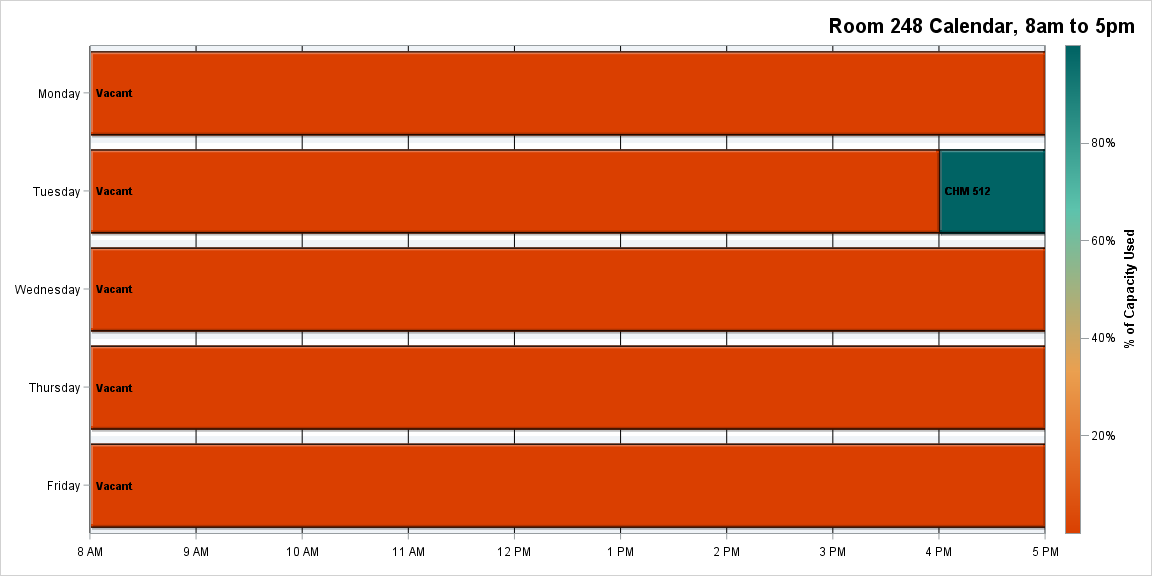 Room 248 Calendar, 8am to 5pm
Monday
Vacant
Tuesday
Vacant
CHM 512
Wednesday
Vacant
Thursday
Vacant
Friday
Vacant
8 AM 9 AM 10 AM 11 AM 12 PM 1 PM 2 PM 3 PM 4 PM 5 PM
80%
60%
40%
20%
% of Capacity Used